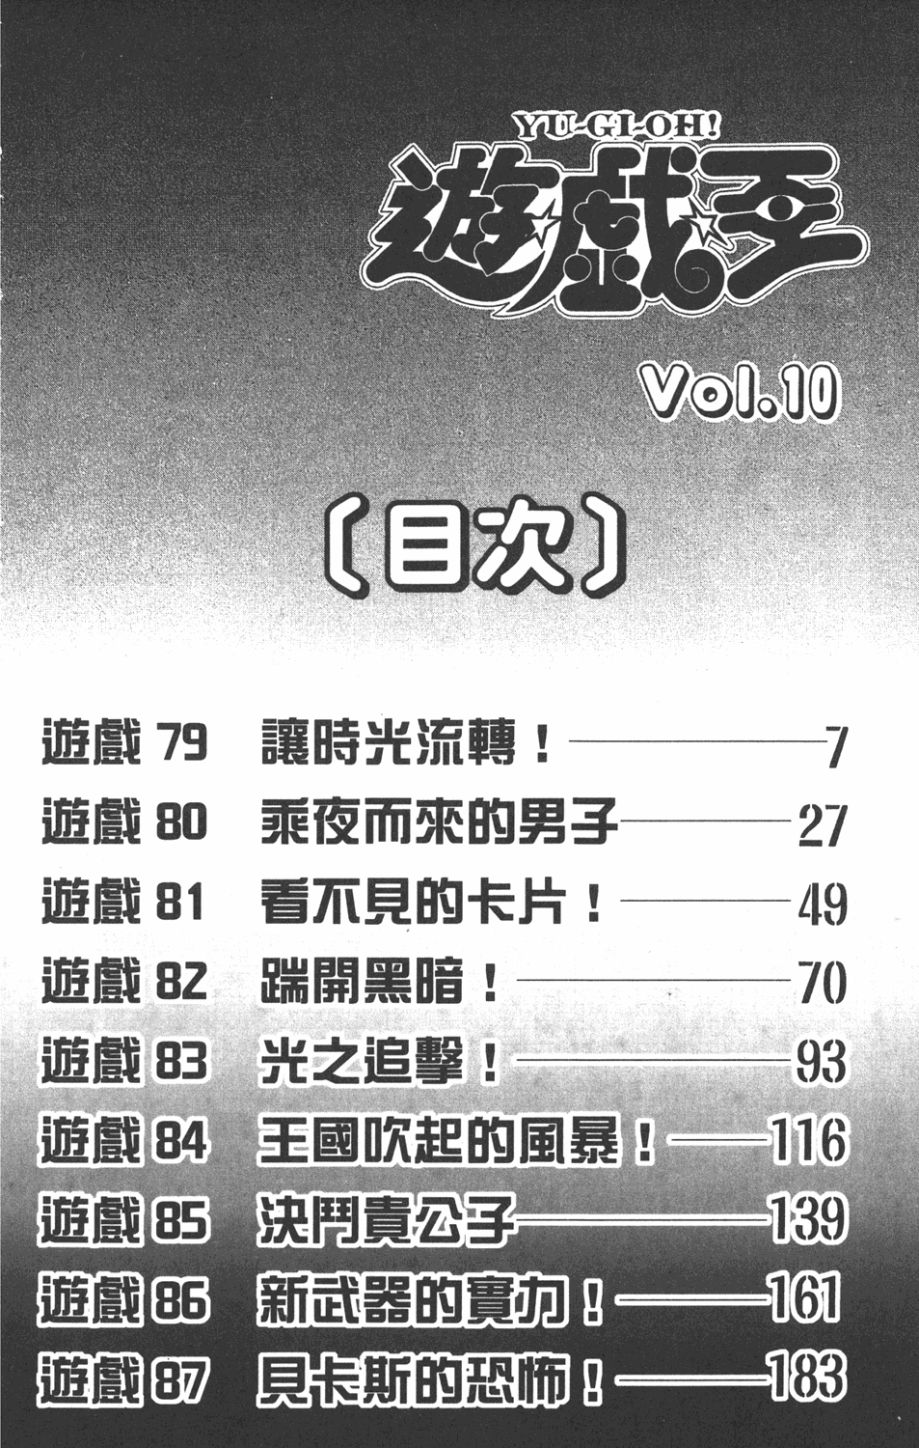 YU-GI-OH!
遊戲王
Vol.10
〔目次〕
遊戲 79 讓時光流轉！ 7
遊戲 80 乘夜而來的男子 27
遊戲 81 看不見的卡片！ 49
遊戲 82 踹開黑暗！ 70
遊戲 83 光之追擊！ 93
遊戲 84 王國吹起的風暴！ 116
遊戲 85 決鬥貴公子 139
遊戲 86 新武器的實力！ 161
遊戲 87 貝卡斯的恐怖！ 183